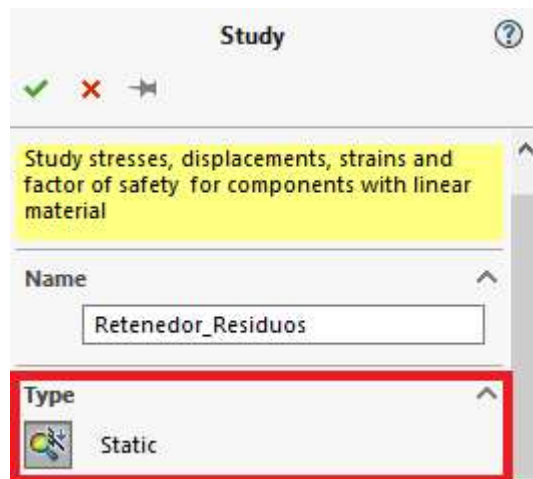 Study
Study stresses, displacements, strains and
factor of safety for components with linear
material
Name
Retenedor_Residuos
Type
Static